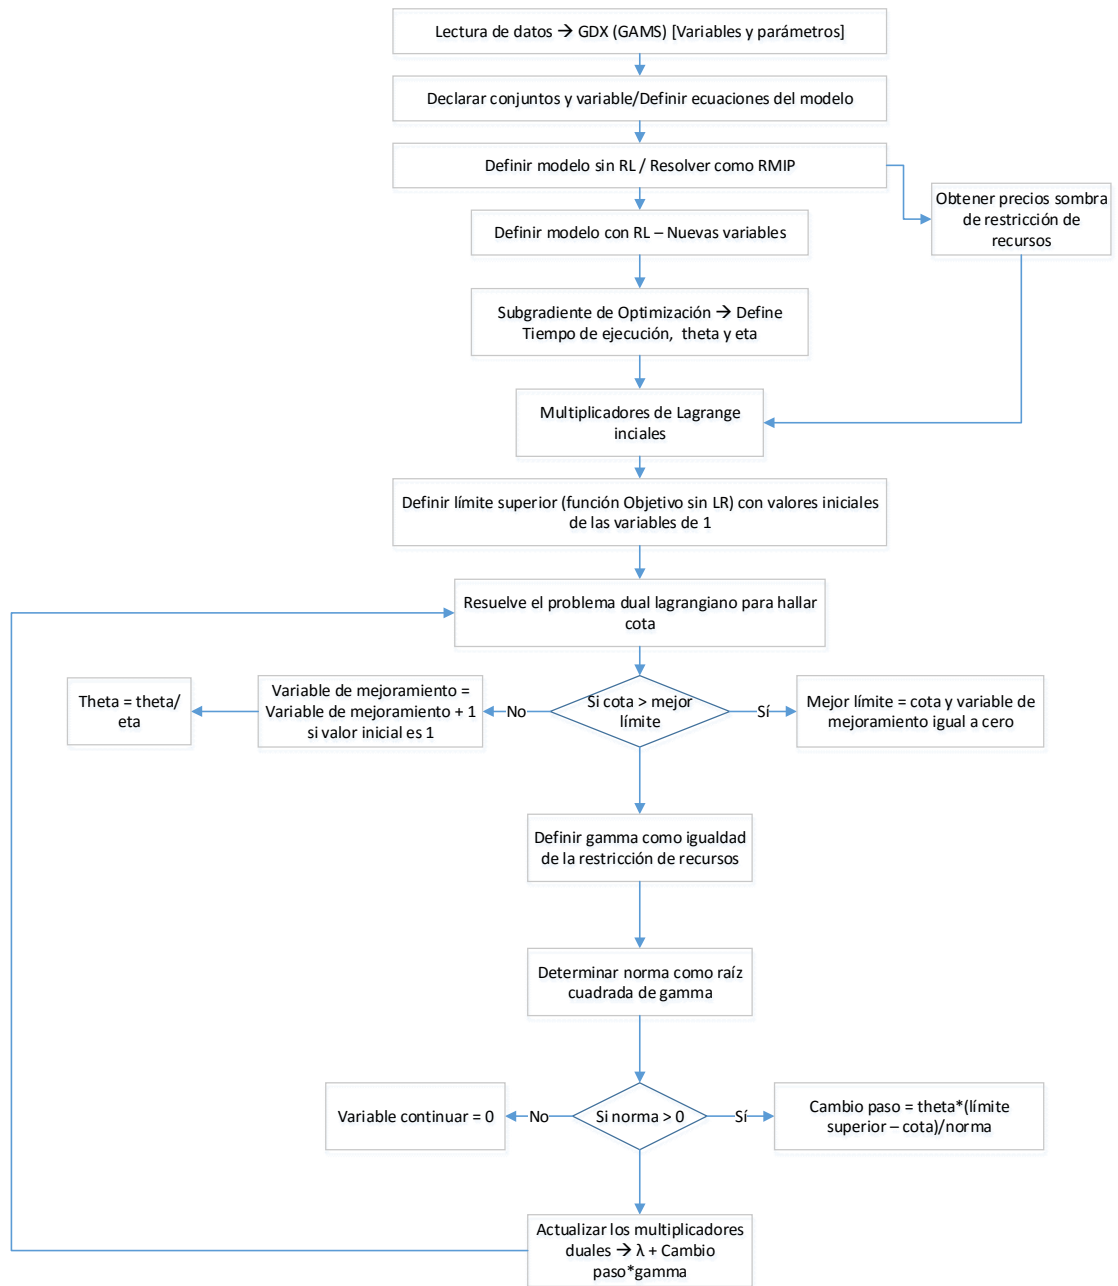 Lectura de datos → GDX (GAMS) [Variables y parámetros]
Declarar conjuntos y variable/Definir ecuaciones del modelo
Definir modelo sin RL / Resolver como RMIP
Obtener precios sombra
de restricción de
recursos
Definir modelo con RL – Nuevas variables
Subgradiente de Optimización → Define
Tiempo de ejecución, theta y eta
Multiplicadores de Lagrange
inciales
Definir límite superior (función Objetivo sin LR) con valores iniciales
de las variables de 1
Resuelve el problema dual lagrangiano para hallar
cota
Theta = theta/
eta
Variable de mejoramiento =
Variable de mejoramiento + 1
si valor inicial es 1
No
Si cota > mejor
límite
Sí
Mejor límite = cota y variable de
mejoramiento igual a cero
Definir gamma como igualdad
de la restricción de recursos
Determinar norma como raíz
cuadrada de gamma
Variable continuar = 0
No
Si norma > 0
Sí
Cambio paso = theta*(límite
superior – cota)/norma
Actualizar los multiplicadores
duales → λ + Cambio
paso*gamma